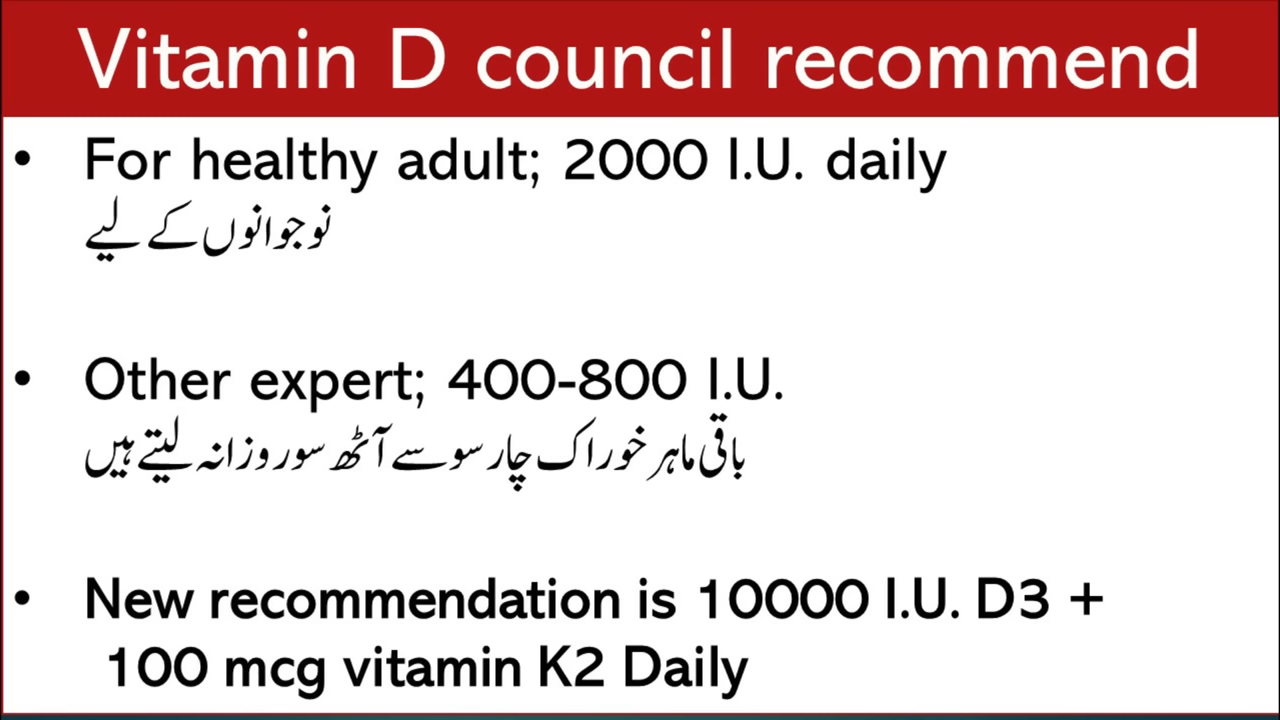 Vitamin D council recommend
• For healthy adult; 2000 I.U. daily
نوجوانوں کے لیے
• Other expert; 400-800 I.U.
باقی ماہر خوراک چار سو سے آٹھ سو روزانہ لیتے ہیں
• New recommendation is 10000 I.U. D3 +
100 mcg vitamin K2 Daily